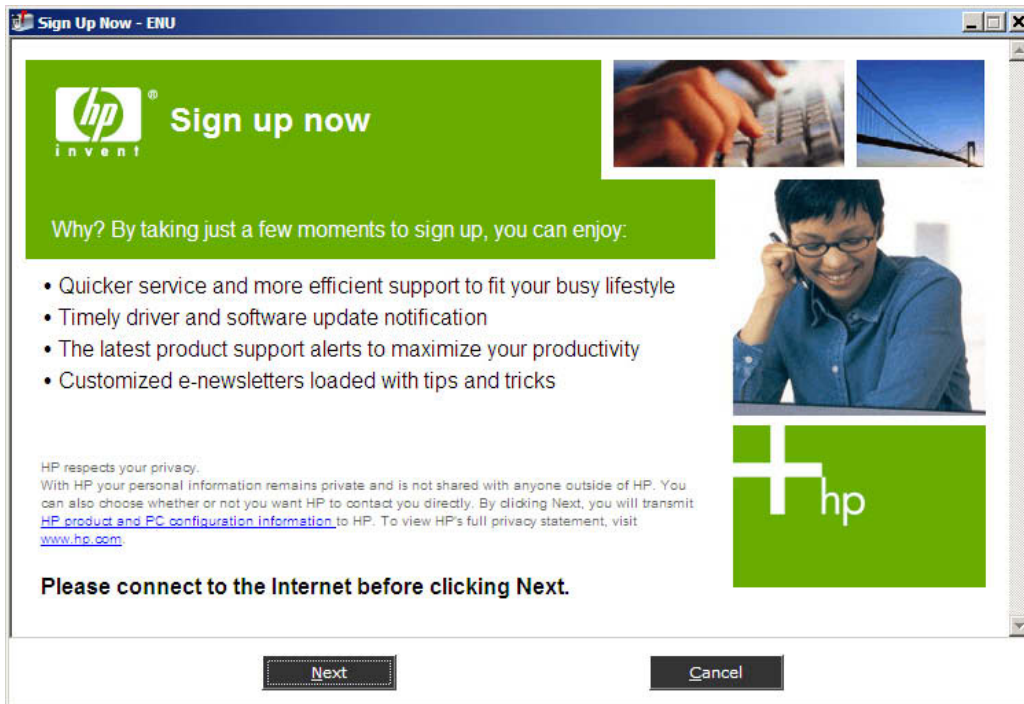 Sign Up Now - ENU
hp
®
invent
Sign up now
Why? By taking just a few moments to sign up, you can enjoy:
• Quicker service and more efficient support to fit your busy lifestyle
• Timely driver and software update notification
• The latest product support alerts to maximize your productivity
• Customized e-newsletters loaded with tips and tricks
HP respects your privacy.
With HP your personal information remains private and is not shared with anyone outside of HP. You
can also choose whether or not you want HP to contact you directly. By clicking Next, you will transmit
HP product and PC configuration information to HP. To view HP's full privacy statement, visit
www.hp.com.
hp
Please connect to the Internet before clicking Next.
Next
Cancel